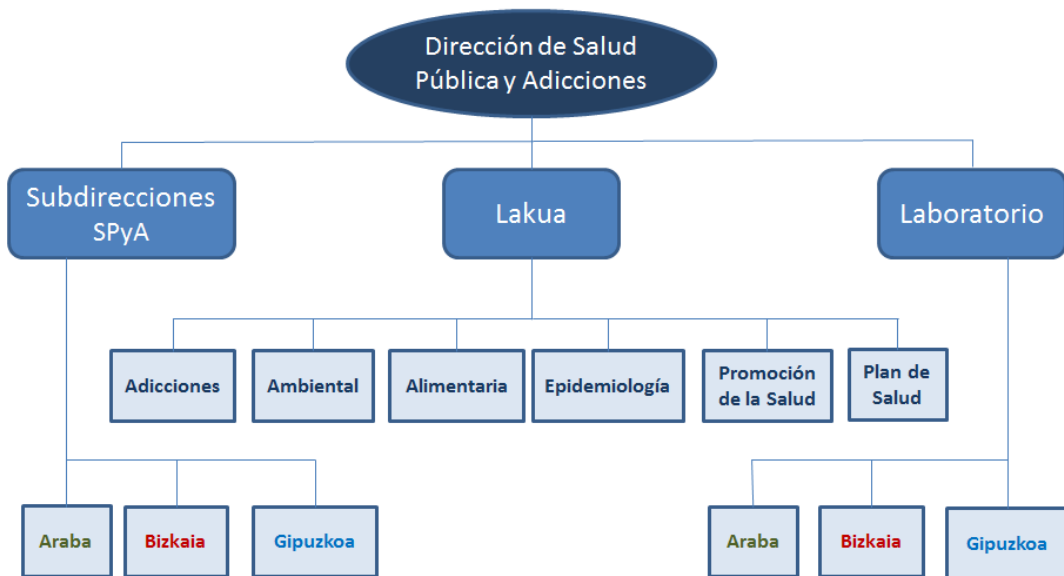 Dirección de Salud
Pública y Adicciones
Subdirecciones
SPyA
Lakua
Laboratorio
Adicciones
Ambiental
Alimentaria
Epidemiología
Promoción
de la Salud
Plan de
Salud
Araba
Bizkaia
Gipuzkoa
Araba
Bizkaia
Gipuzkoa